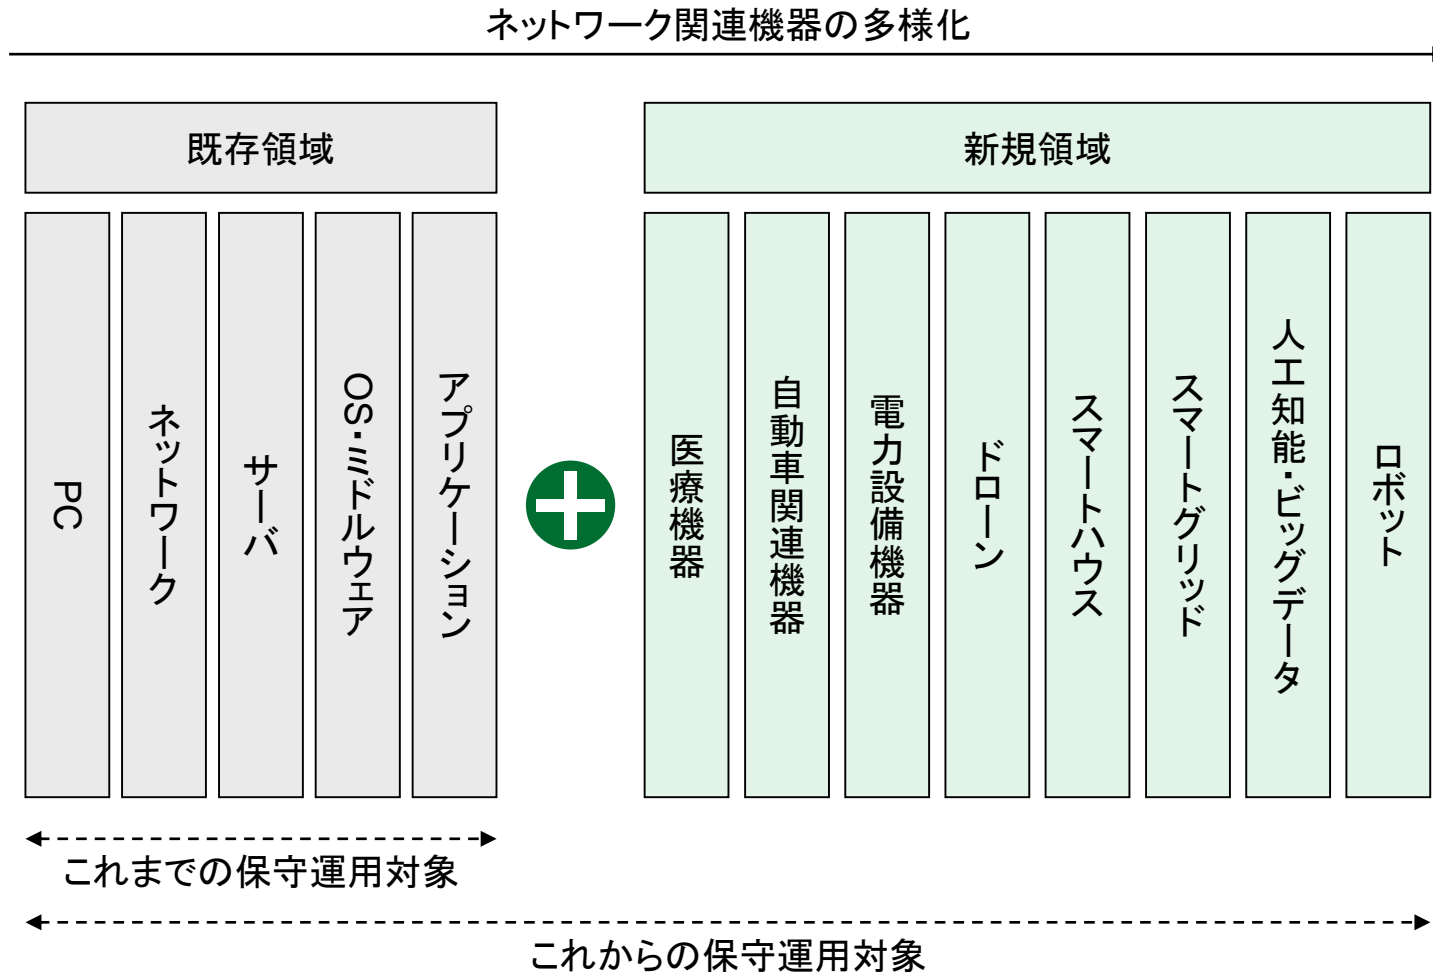 ネットワーク関連機器の多様化
既存領域
新規領域
PC
ネットワーク
サーバ
OS・ミドルウェア
アプリケーション
医療機器
自動車関連機器
電力設備機器
ドローン
スマートハウス
スマートグリッド
人工知能・ビッグデータ
ロボット
これまでの保守運用対象
これからの保守運用対象